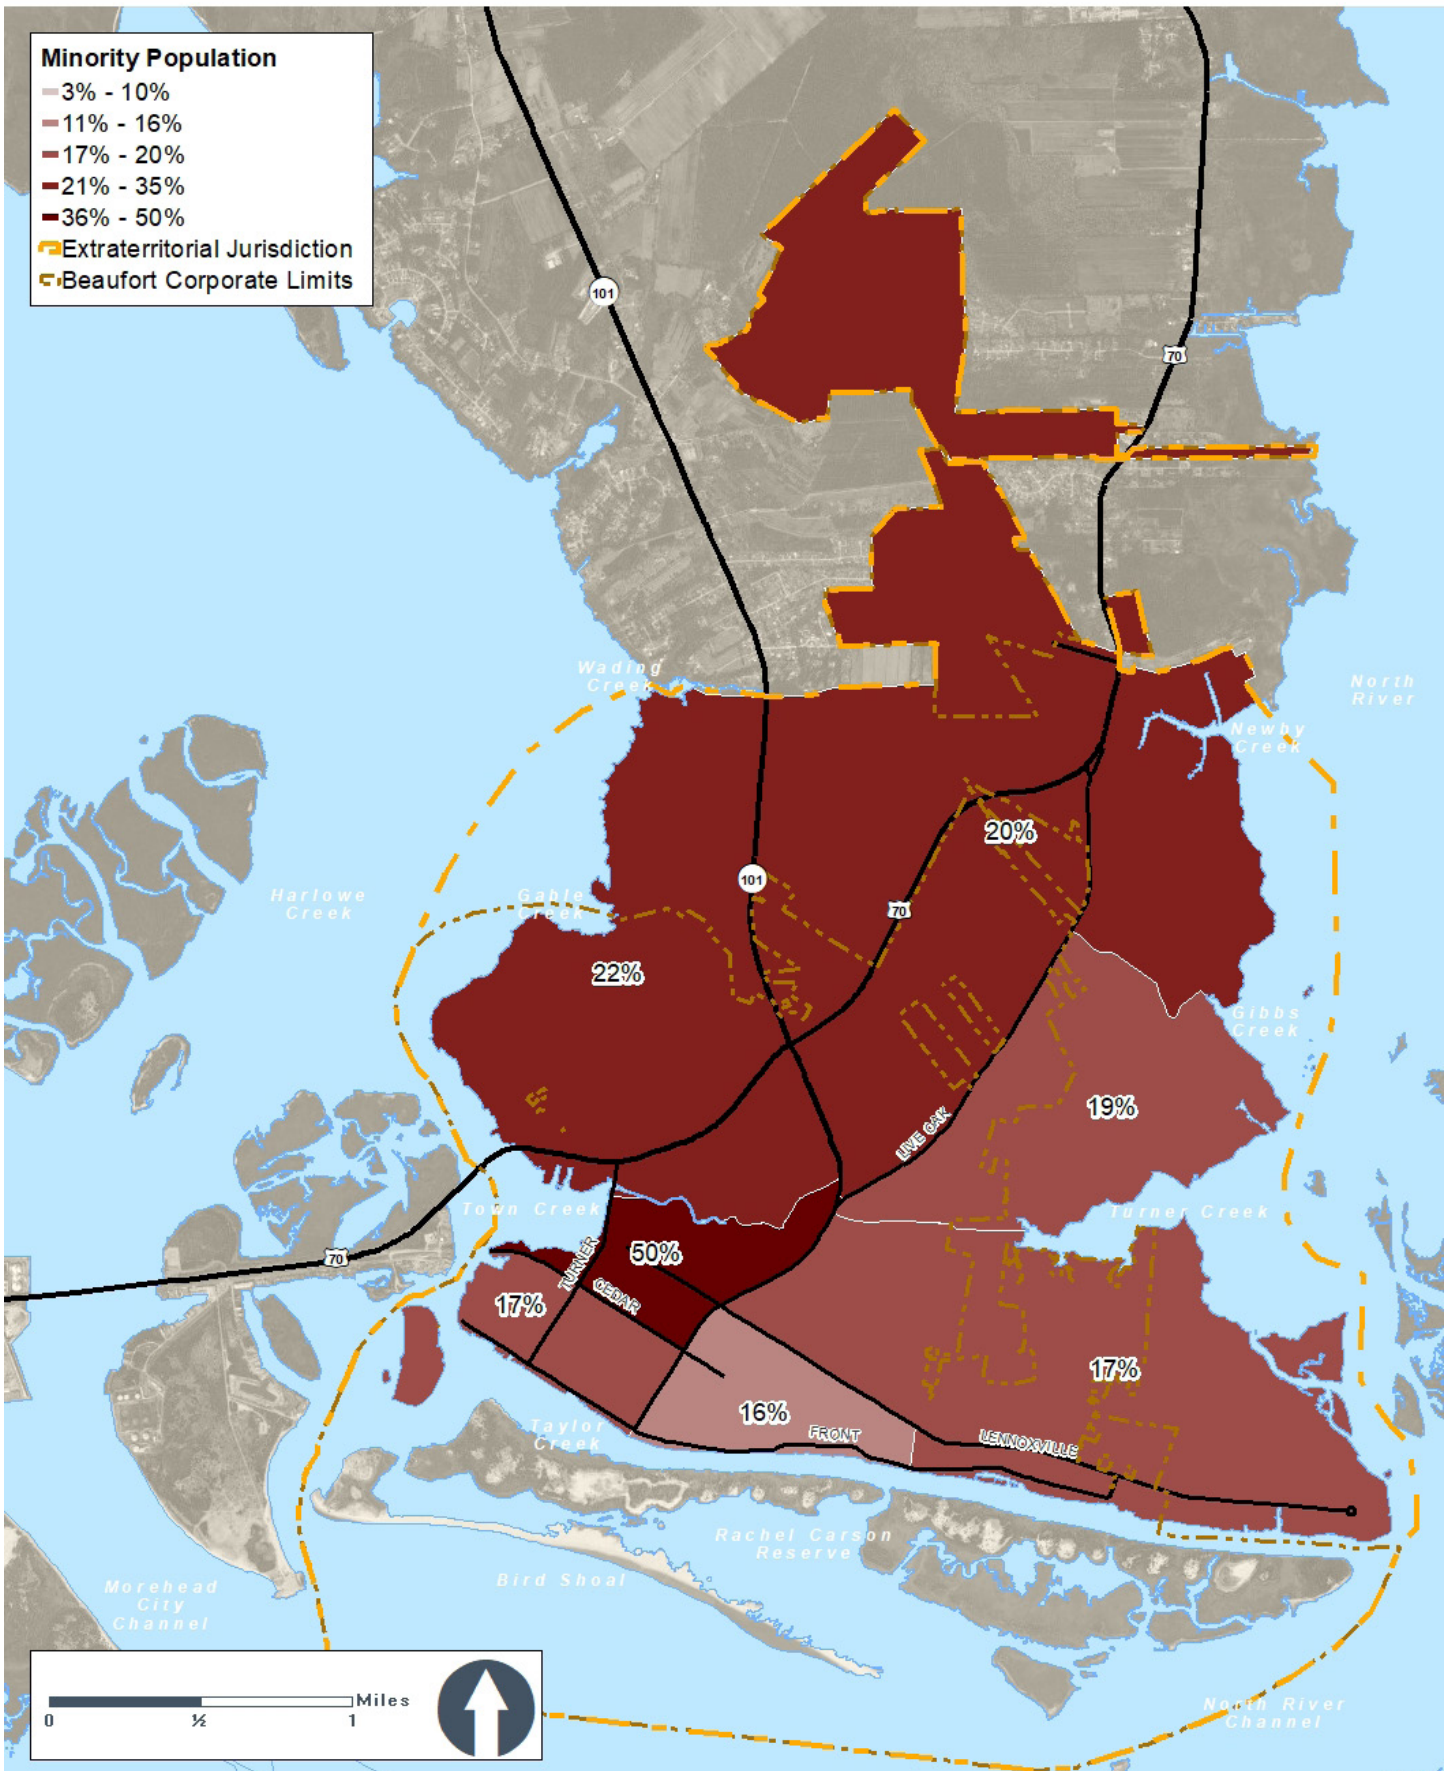 Minority Population
3% - 10%
11% - 16%
17% - 20%
21% - 35%
36% - 50%
Extraterritorial Jurisdiction
Beaufort Corporate Limits
101
70
Wading
Creek
North
River
Newby
Creek
20%
101
Harlowe
Creek
Gable
Creek
70
22%
Gibbs
Creek
19%
LIVE OAK
Town Creek
Turner Creek
TURNER
50%
70
CEDAR
17%
17%
16%
FRONT
Taylor
Creek
LENNOXVILLE
Rachel Carson
Reserve
Bird Shoal
Morehead
City
Channel
North River
Channel
Miles
0 ½ 1